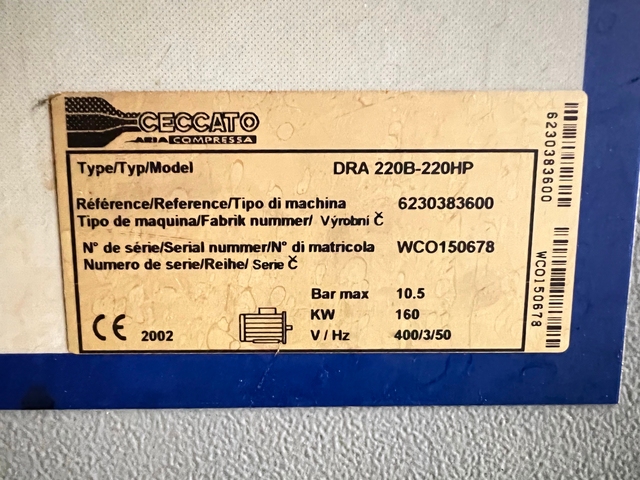 CECCATO
ARIA COMPRESSA
Type/Typ/Model DRA 220B-220HP
Référence/Reference/Tipo di machina 6230383600
Tipo de maquina/Fabrik nummer/ Výrobní Č
N° de série/Serial nummer/N° di matricola WCO150678
Numero de serie/Reihe/ Serie Č
Bar max 10.5
KW 160
V / Hz 400/3/50
CE 2002
6230383600
WCO150678